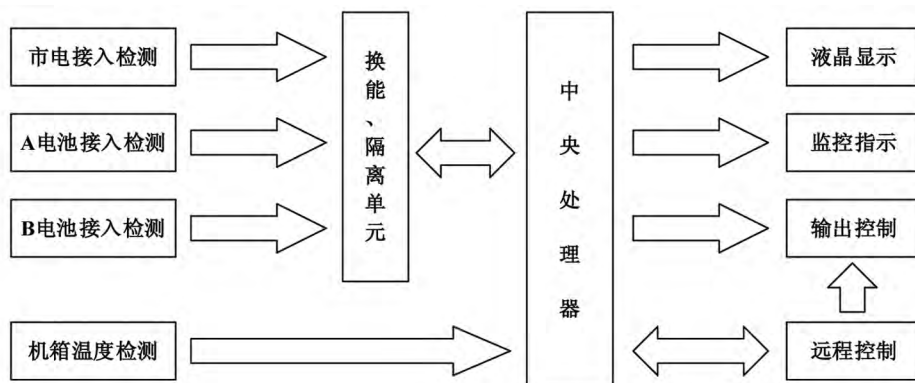 市电接入检测
A电池接入检测
B电池接入检测
机箱温度检测
换能、隔离单元
中央处理器
液晶显示
监控指示
输出控制
远程控制